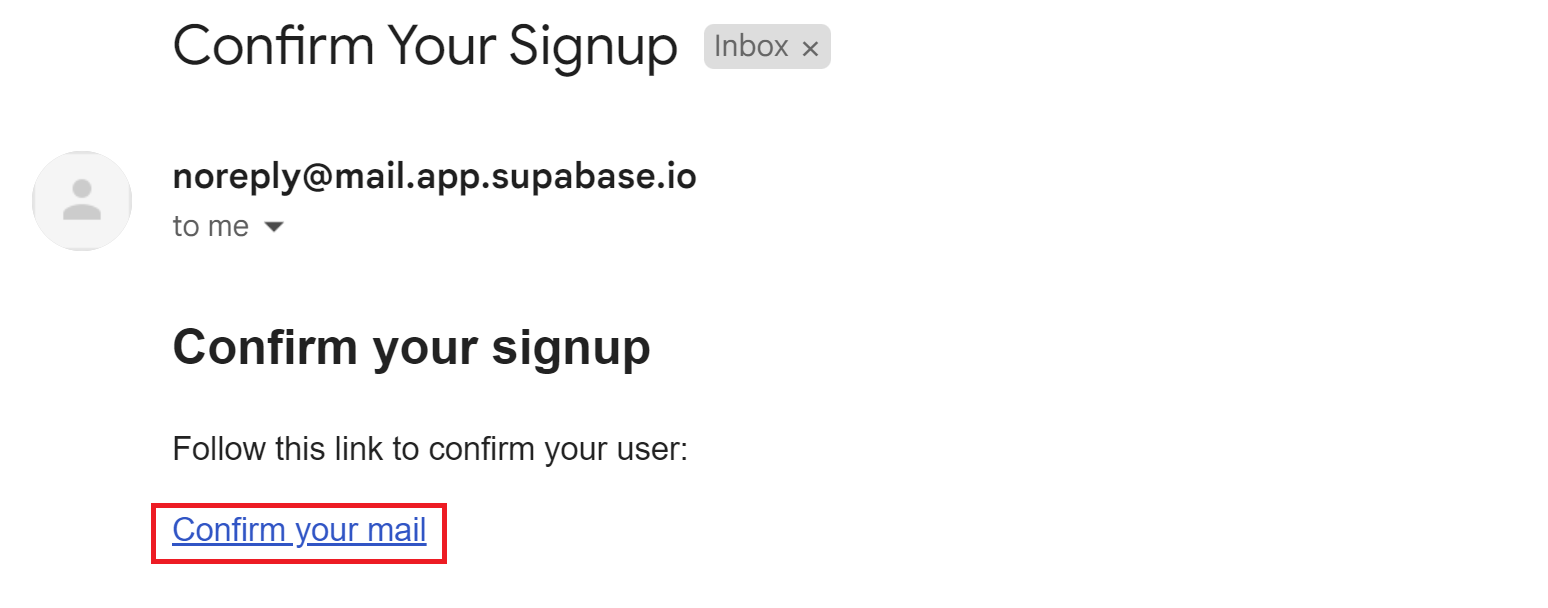 Confirm Your Signup Inbox ×
noreply@mail.app.supabase.io
to me
Confirm your signup
Follow this link to confirm your user:
Confirm your mail